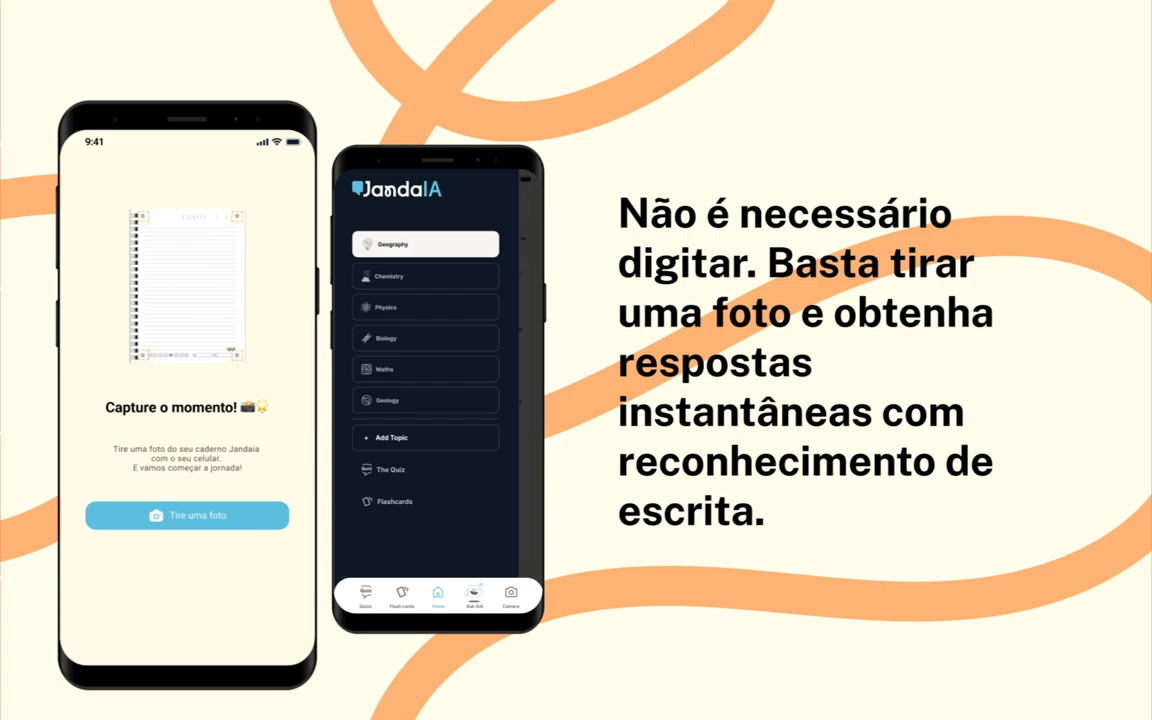 9:41
Capture o momento! 📸🌟
Tire uma foto do seu caderno Jandaia
com o seu celular.
E vamos começar a jornada!
Tire uma foto
JandaIA
Geography
Chemistry
Physics
Biology
Maths
Geology
+ Add Topic
Quiz The Quiz
Flashcards
Quiz
Quizz
Flash cards
Home
Camera
Não é necessário
digitar. Basta tirar
uma foto e obtenha
respostas
instantâneas com
reconhecimento de
escrita.